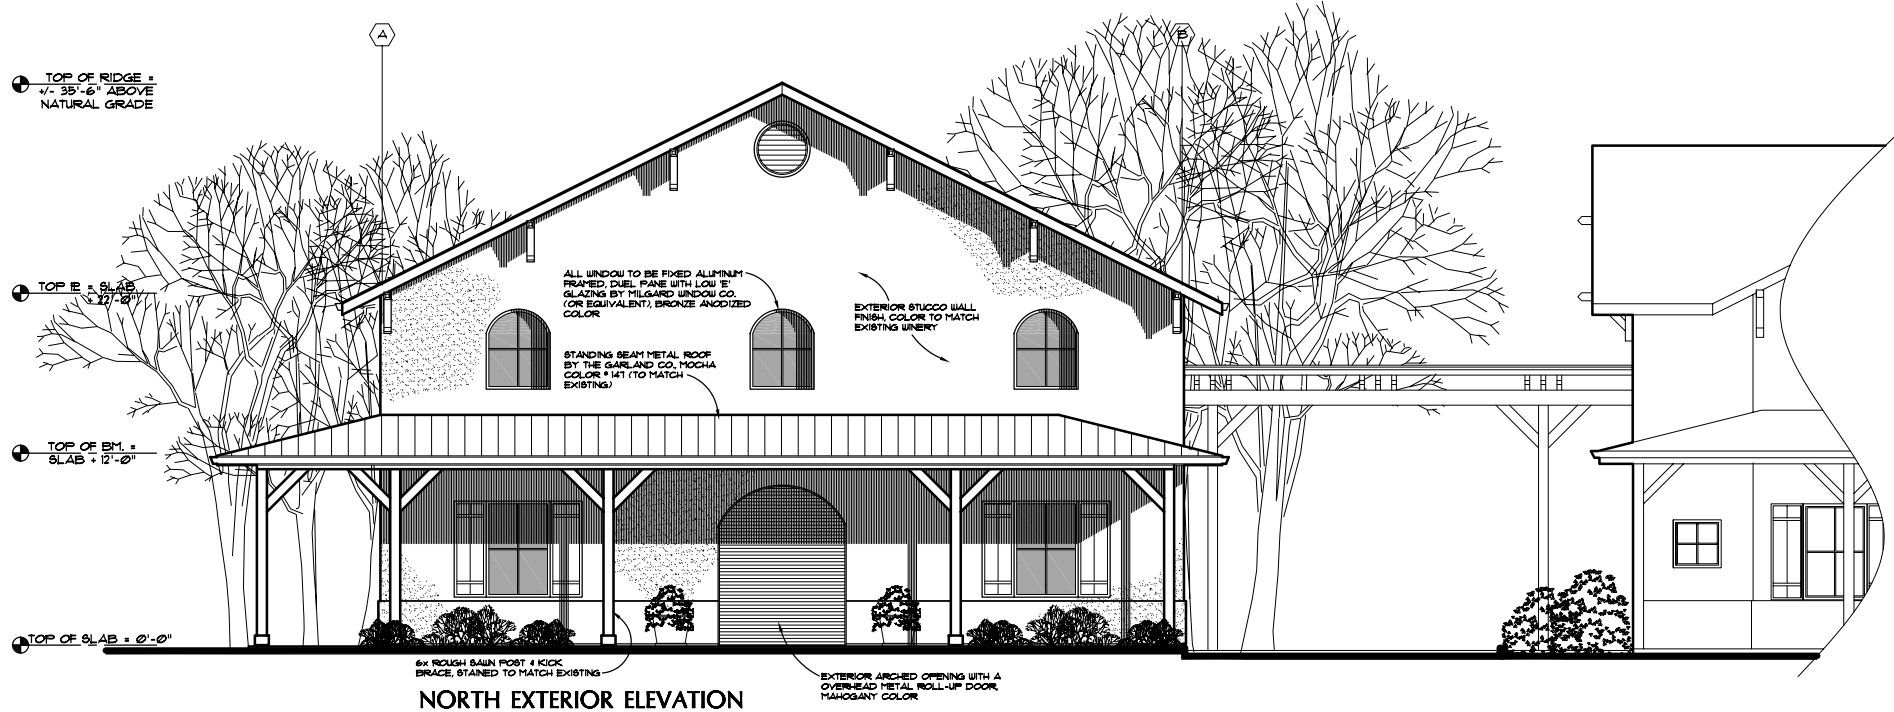 A
B
TOP OF RIDGE =
+/- 35'-6" ABOVE
NATURAL GRADE
TOP PL = SLAB
+ 22'-0"
TOP OF BM. =
SLAB + 12'-0"
TOP OF SLAB = 0'-0"
ALL WINDOW TO BE FIXED ALUMINUM
FRAMED, DUEL PANE WITH LOW 'E'
GLAZING BY MILGARD WINDOW CO.
(OR EQUIVALENT), BRONZE ANODIZED
COLOR
EXTERIOR STUCCO WALL
FINISH, COLOR TO MATCH
EXISTING WINERY
STANDING SEAM METAL ROOF
BY THE GARLAND CO., MOCHA
COLOR # 147 (TO MATCH
EXISTING)
6x ROUGH SAWN POST & KICK
BRACE, STAINED TO MATCH EXISTING
EXTERIOR ARCHED OPENING WITH A
OVERHEAD METAL ROLL-UP DOOR,
MAHOGANY COLOR
NORTH EXTERIOR ELEVATION